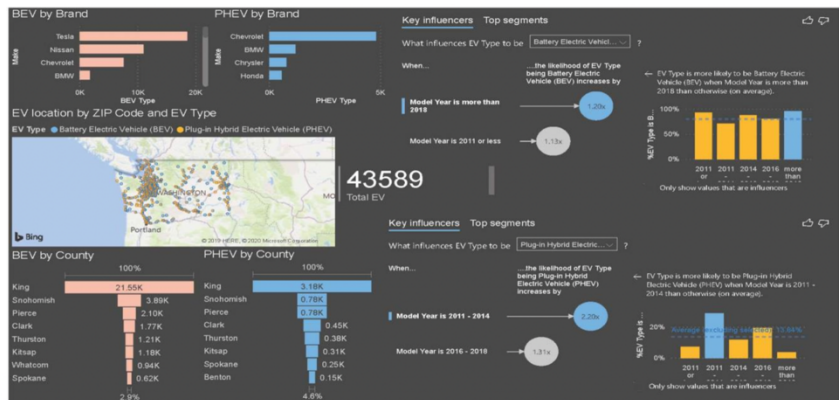 BEV by Brand
Make
Tesla
Nissan
Chevrolet
BMW
0K
10K
20K
BEV Type
PHEV by Brand
Make
Chevrolet
BMW
Chrysler
Honda
0K
5K
PHEV Type
EV location by ZIP Code and EV Type
EV Type
Battery Electric Vehicle (BEV)
Plug-in Hybrid Electric Vehicle (PHEV)
WASHINGTON
Portland
MO
Bing
© 2019 HERE, © 2020 Microsoft Corporation
43589
Total EV
BEV by County
100%
King 21.55K
Snohomish 3.89K
Pierce 2.10K
Clark 1.77K
Thurston 1.21K
Kitsap 1.18K
Whatcom 0.94K
Spokane 0.62K
2.9%
PHEV by County
100%
King 3.18K
Snohomish 0.78K
Pierce 0.78K
Clark 0.45K
Thurston 0.38K
Kitsap 0.31K
Spokane 0.25K
Benton 0.15K
4.6%
Key influencers Top segments
What influences EV Type to be Battery Electric Vehicl... ?
When...
....the likelihood of EV Type
being Battery Electric
Vehicle (BEV) increases by
Model Year is more than
2018
1.20x
Model Year is 2011 or less
1.13x
← EV Type is more likely to be Battery Electric
Vehicle (BEV) when Model Year is more than
2018 than otherwise (on average).
%EV Type is B...
100%
50%
0%
2011 or
2011 -
2014 -
2016 -
more than
Only show values that are influencers
Key influencers Top segments
What influences EV Type to be Plug-in Hybrid Electric... ?
When...
....the likelihood of EV Type
being Plug-in Hybrid
Electric Vehicle (PHEV)
increases by
Model Year is 2011 - 2014
2.20x
Model Year is 2016 - 2018
1.31x
← EV Type is more likely to be Plug-in Hybrid
Electric Vehicle (PHEV) when Model Year is 2011 -
2014 than otherwise (on average).
%EV Type is ...
20%
0%
2011 or
2011 -
2014 -
2016 -
more than
Only show values that are influencers